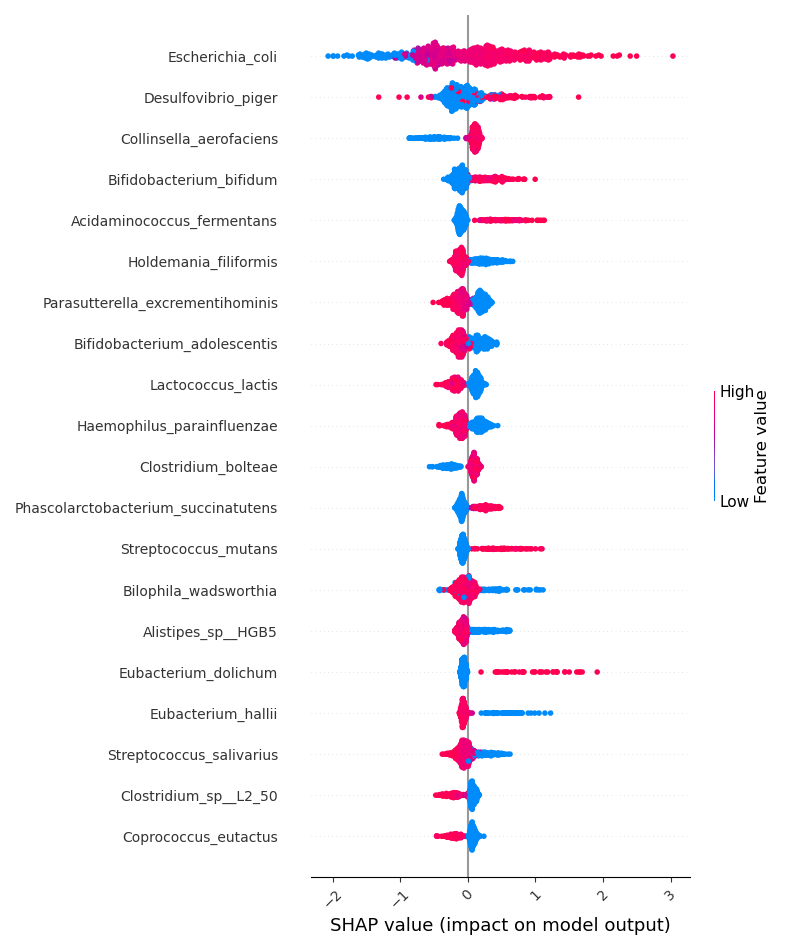 Escherichia_coli
Desulfovibrio_piger
Collinsella_aerofaciens
Bifidobacterium_bifidum
Acidaminococcus_fermentans
Holdemania_filiformis
Parasutterella_excrementihominis
Bifidobacterium_adolescentis
Lactococcus_lactis
Haemophilus_parainfluenzae
Clostridium_bolteae
Phascolarctobacterium_succinatutens
Streptococcus_mutans
Bilophila_wadsworthia
Alistipes_sp__HGB5
Eubacterium_dolichum
Eubacterium_hallii
Streptococcus_salivarius
Clostridium_sp__L2_50
Coprococcus_eutactus
−2 −1 0 1 2 3
SHAP value (impact on model output)
High
Low
Feature value